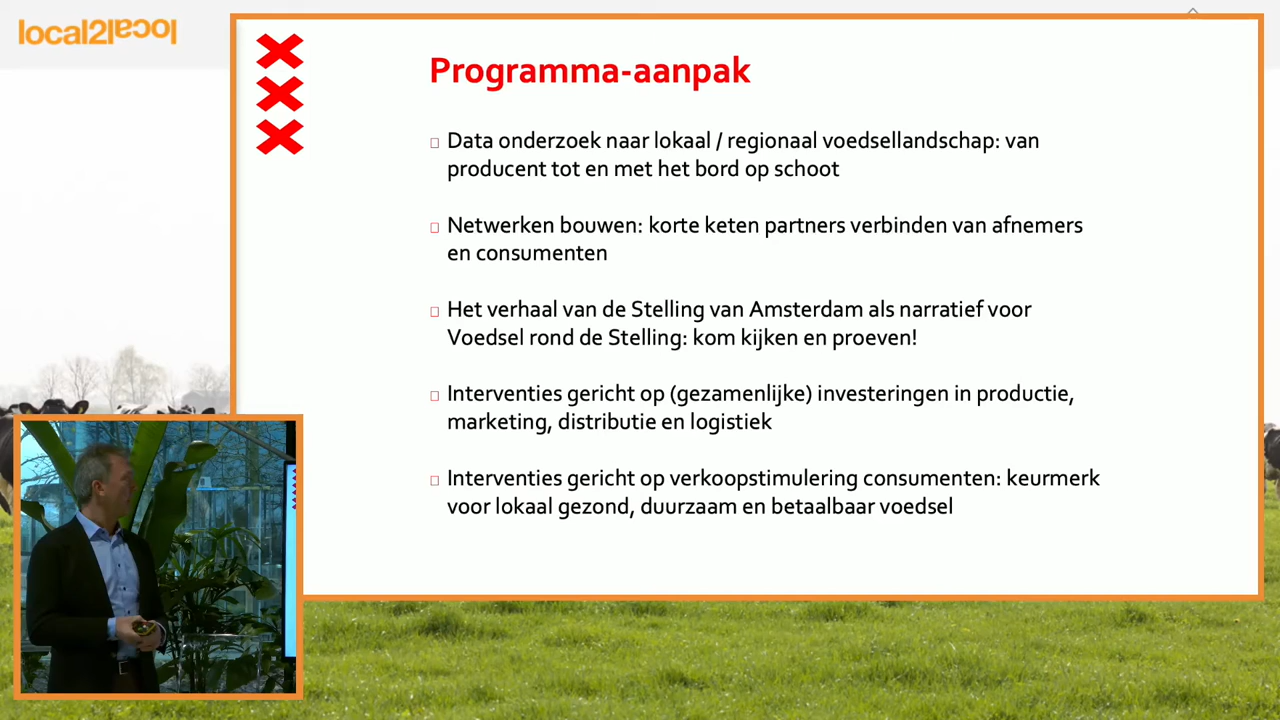 local2local
Programma-aanpak
Data onderzoek naar lokaal / regionaal voedsellandschap: van
producent tot en met het bord op schoot
Netwerken bouwen: korte keten partners verbinden van afnemers
en consumenten
Het verhaal van de Stelling van Amsterdam als narratief voor
Voedsel rond de Stelling: kom kijken en proeven!
Interventies gericht op (gezamenlijke) investeringen in productie,
marketing, distributie en logistiek
Interventies gericht op verkoopstimulering consumenten: keurmerk
voor lokaal gezond, duurzaam en betaalbaar voedsel